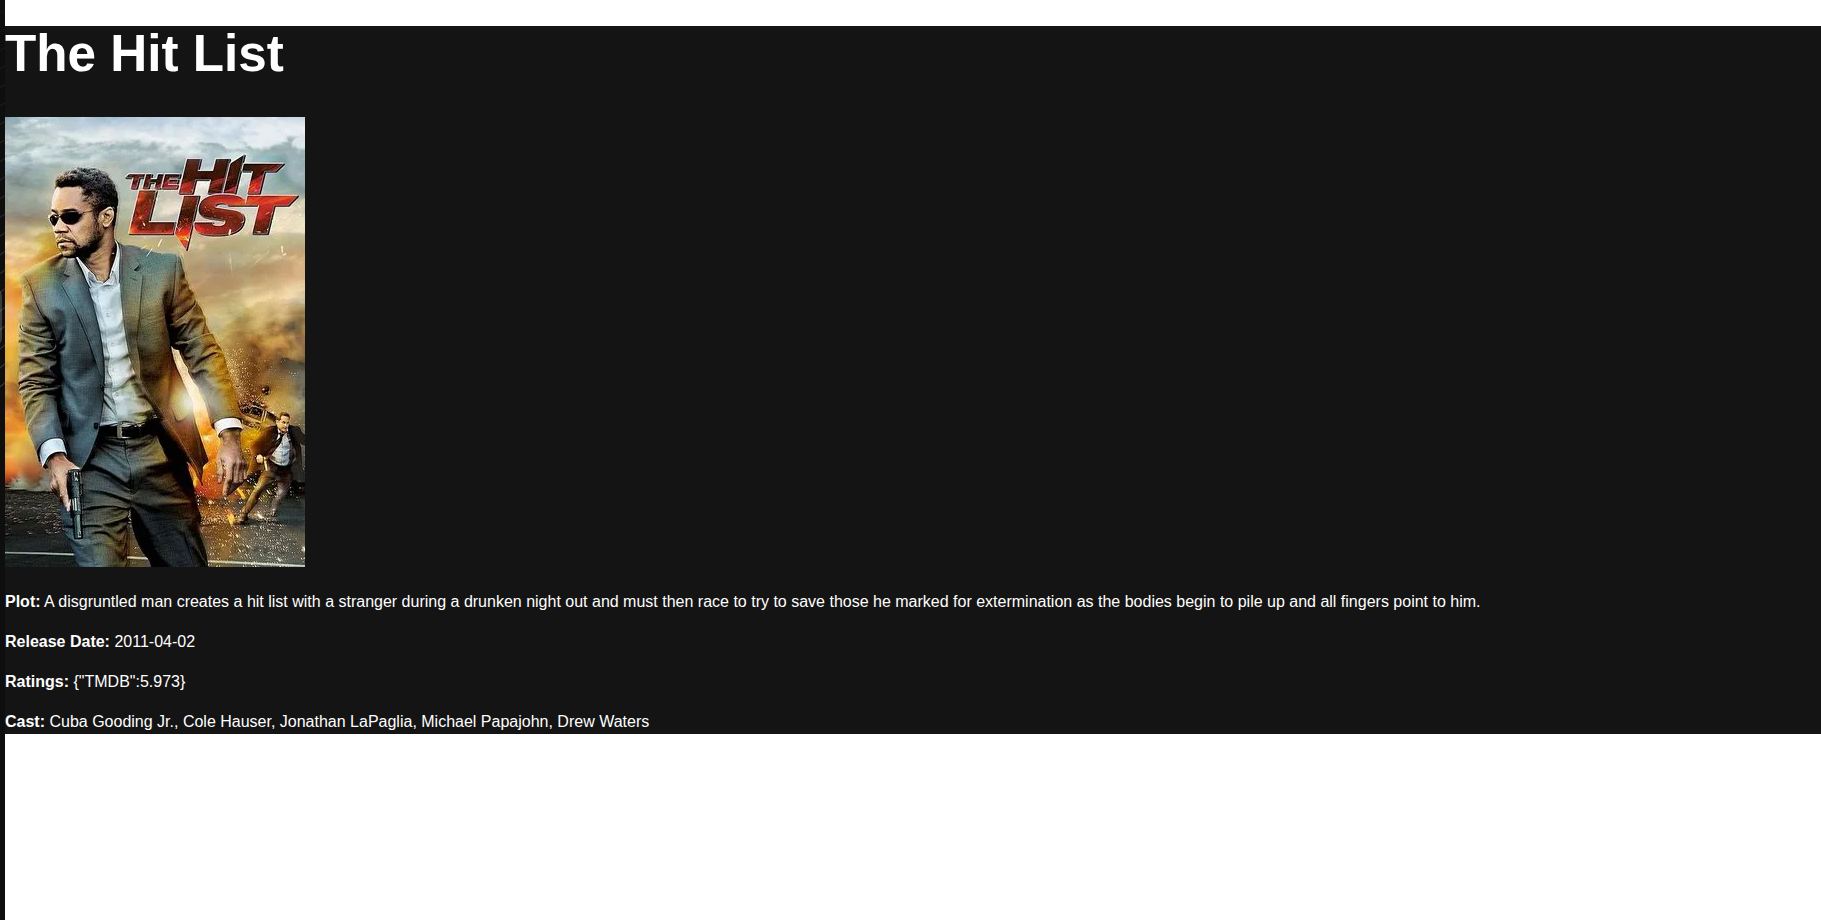 The Hit List
THE HIT
LIST
Plot: A disgruntled man creates a hit list with a stranger during a drunken night out and must then race to try to save those he marked for extermination as the bodies begin to pile up and all fingers point to him.
Release Date: 2011-04-02
Ratings: {"TMDB":5.973}
Cast: Cuba Gooding Jr., Cole Hauser, Jonathan LaPaglia, Michael Papajohn, Drew Waters